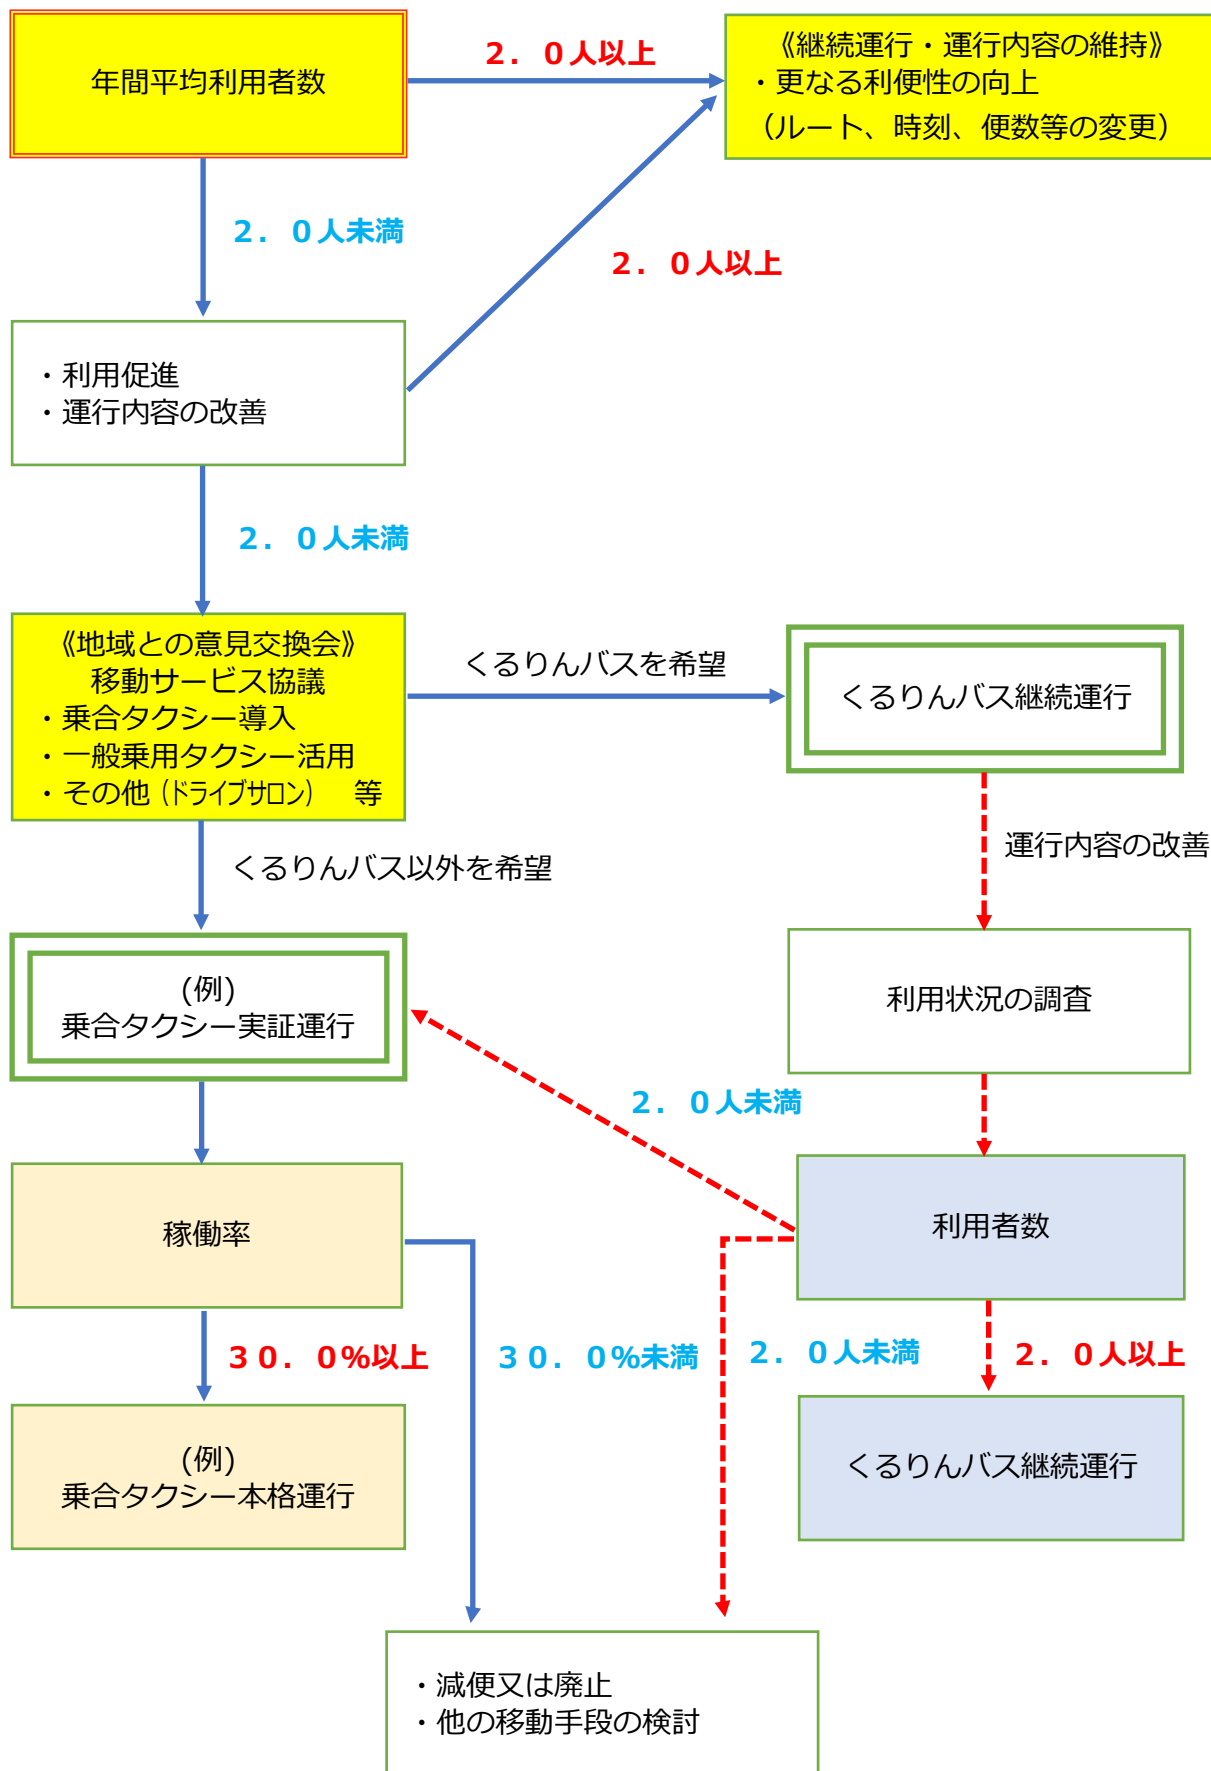 年間平均利用者数
２．０人以上
《継続運行・運行内容の維持》
・更なる利便性の向上
（ルート、時刻、便数等の変更）
２．０人未満
２．０人以上
・利用促進
・運行内容の改善
２．０人未満
《地域との意見交換会》
移動サービス協議
・乗合タクシー導入
・一般乗用タクシー活用
・その他（ドライブサロン）　等
くるりんバスを希望
くるりんバス継続運行
くるりんバス以外を希望
運行内容の改善
(例)
乗合タクシー実証運行
利用状況の調査
２．０人未満
稼働率
利用者数
３０．０％以上
３０．０％未満
２．０人未満
２．０人以上
(例)
乗合タクシー本格運行
くるりんバス継続運行
・減便又は廃止
・他の移動手段の検討